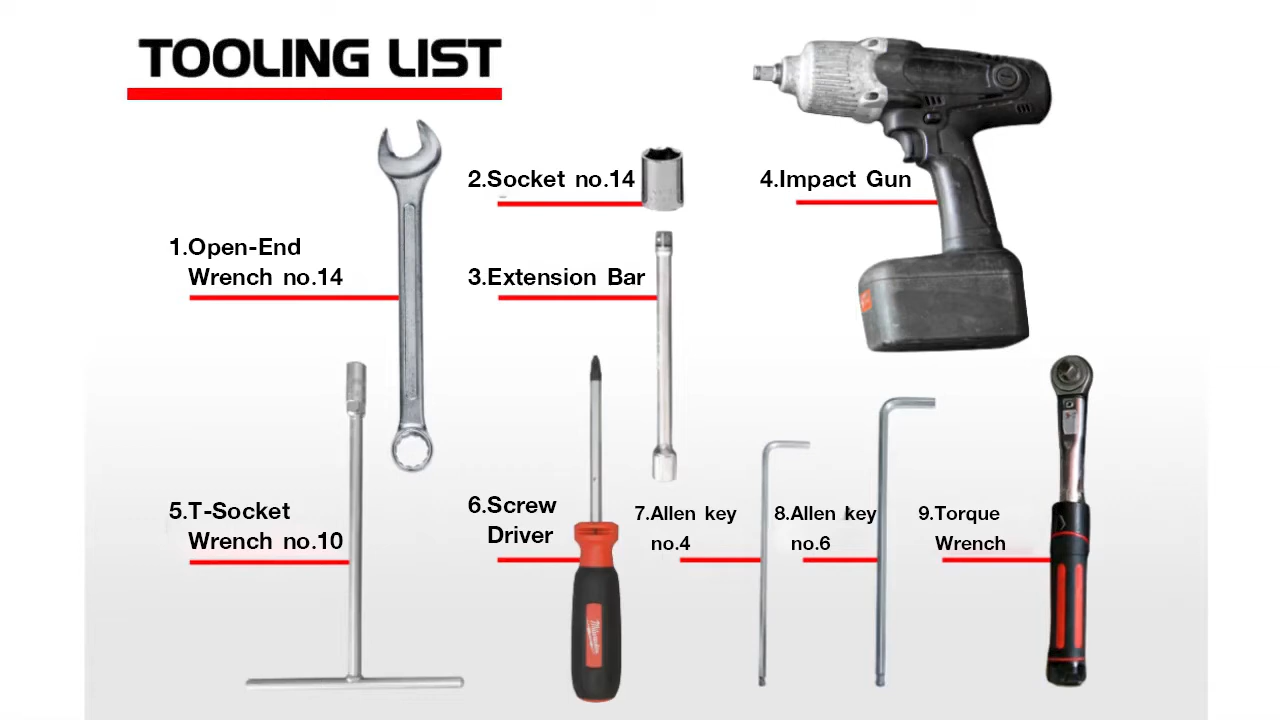 TOOLING LIST
1.Open-End
Wrench no.14
2.Socket no.14
3.Extension Bar
4.Impact Gun
5.T-Socket
Wrench no.10
6.Screw
Driver
7.Allen key
no.4
8.Allen key
no.6
9.Torque
Wrench
Milwaukee